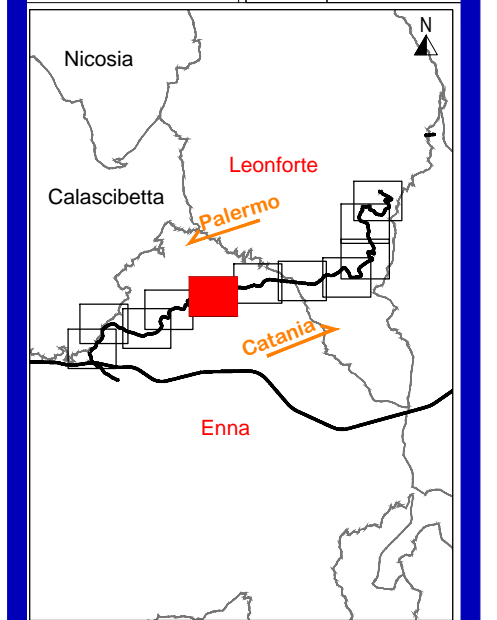 N
Nicosia
Leonforte
Calascibetta
Palermo
Catania
Enna